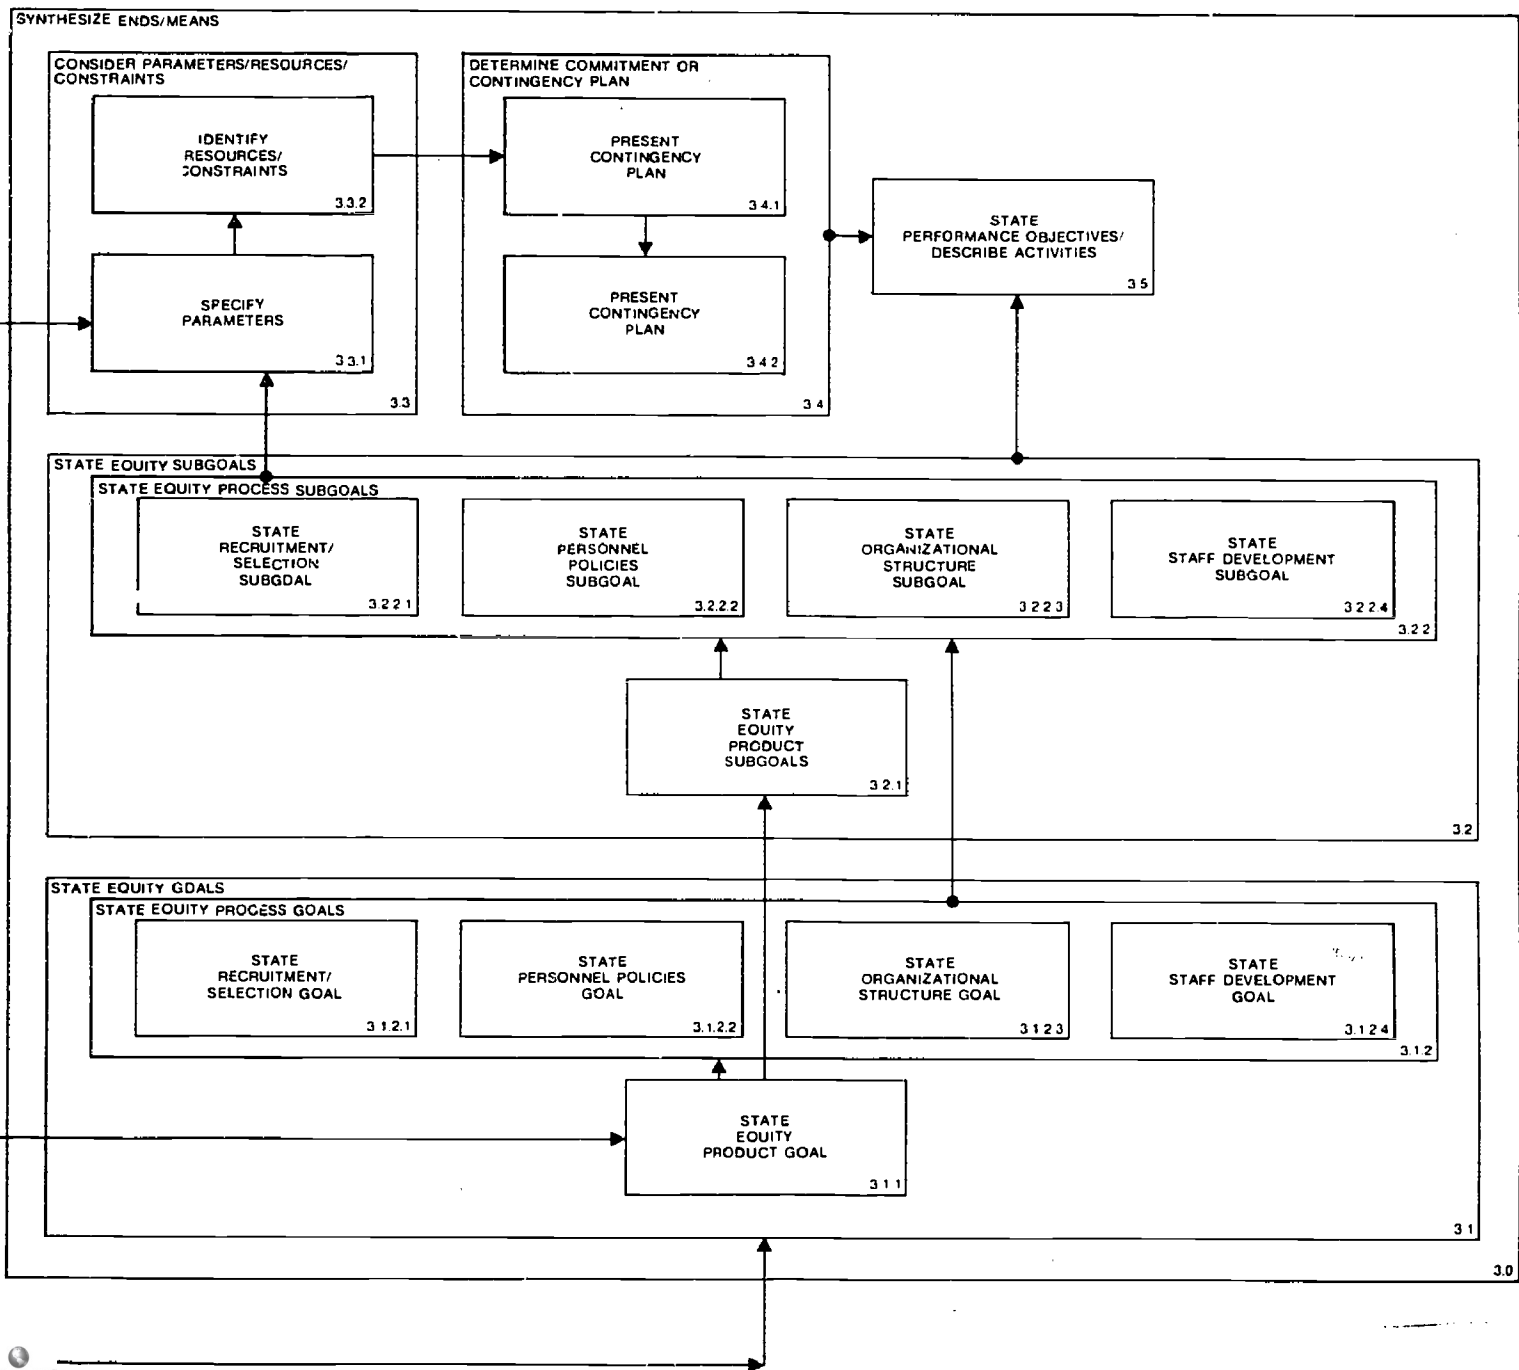 SYNTHESIZE ENDS/MEANS
CONSIDER PARAMETERS/RESOURCES/
CONSTRAINTS
IDENTIFY
RESOURCES/
CONSTRAINTS
3.3.2
SPECIFY
PARAMETERS
3.3.1
3.3
DETERMINE COMMITMENT OR
CONTINGENCY PLAN
PRESENT
CONTINGENCY
PLAN
3 4.1
PRESENT
CONTINGENCY
PLAN
3 4 2
3 4
STATE
PERFORMANCE OBJECTIVES/
DESCRIBE ACTIVITIES
3 5
STATE EQUITY SUBGOALS
STATE EQUITY PROCESS SUBGOALS
STATE
RECRUITMENT/
SELECTION
SUBGOAL
3.2 2 1
STATE
PERSONNEL
POLICIES
SUBGOAL
3.2.2.2
STATE
ORGANIZATIONAL
STRUCTURE
SUBGOAL
3 2 2 3
STATE
STAFF DEVELOPMENT
SUBGOAL
3 2 2.4
3.2 2
STATE
EQUITY
PRODUCT
SUBGOALS
3 2.1
3.2
STATE EQUITY GOALS
STATE EQUITY PROCESS GOALS
STATE
RECRUITMENT/
SELECTION GOAL
3 1.2.1
STATE
PERSONNEL POLICIES
GOAL
3.1.2.2
STATE
ORGANIZATIONAL
STRUCTURE GOAL
3 1 2 3
STATE
STAFF DEVELOPMENT
GOAL
3.1 2 4
3.1.2
STATE
EQUITY
PRODUCT GOAL
3 1 1
3 1
3.0